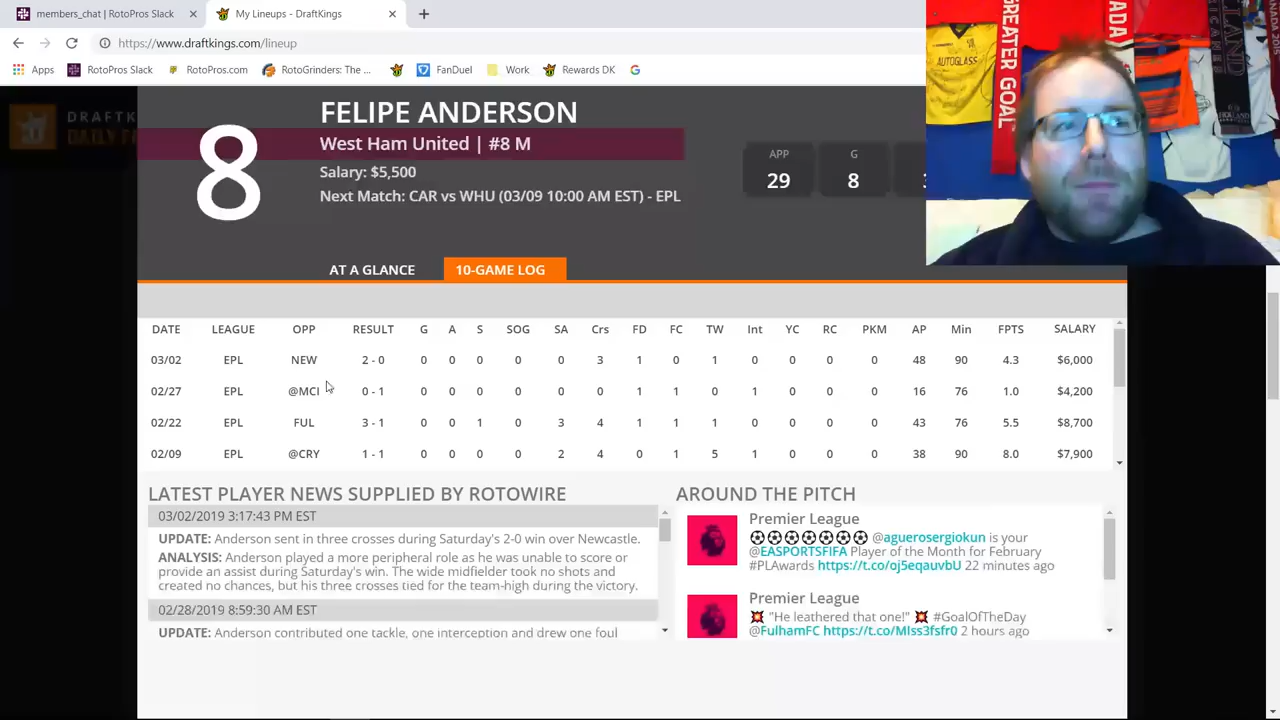 members_chat | RotoPros Slack
My Lineups - DraftKings
https://www.draftkings.com/lineup
Apps
RotoPros Slack
RotoPros.com
RotoGrinders: The ...
FanDuel
Work
Rewards DK
DRAFTK
DAILY FA
8
FELIPE ANDERSON
West Ham United | #8 M
Salary: $5,500
Next Match: CAR vs WHU (03/09 10:00 AM EST) - EPL
APP
29
G
8
AT A GLANCE
10-GAME LOG
DATE LEAGUE OPP RESULT G A S SOG SA Crs FD FC TW Int YC RC PKM AP Min FPTS SALARY
03/02 EPL NEW 2 - 0 0 0 0 0 0 3 1 0 1 0 0 0 0 48 90 4.3 $6,000
02/27 EPL @MCI 0 - 1 0 0 0 0 0 0 1 1 0 1 0 0 0 16 76 1.0 $4,200
02/22 EPL FUL 3 - 1 0 0 1 0 3 4 1 1 1 0 0 0 0 43 76 5.5 $8,700
02/09 EPL @CRY 1 - 1 0 0 0 0 2 4 0 1 5 1 0 0 0 38 90 8.0 $7,900
LATEST PLAYER NEWS SUPPLIED BY ROTOWIRE
03/02/2019 3:17:43 PM EST
UPDATE: Anderson sent in three crosses during Saturday's 2-0 win over Newcastle.
ANALYSIS: Anderson played a more peripheral role as he was unable to score or
provide an assist during Saturday's win. The wide midfielder took no shots and
created no chances, but his three crosses tied for the team-high during the victory.
02/28/2019 8:59:30 AM EST
UPDATE: Anderson contributed one tackle, one interception and drew one foul
AROUND THE PITCH
Premier League
⚽⚽⚽⚽⚽⚽⚽ @aguerosergiokun is your
@EASPORTSFIFA Player of the Month for February
#PLAwards https://t.co/oj5eqauvbU 22 minutes ago
Premier League
💥 "He leathered that one!" 💥 #GoalOfTheDay
@FulhamFC https://t.co/MIss3fsfr0 2 hours ago
AUTOGLASS
GREATER GOAL